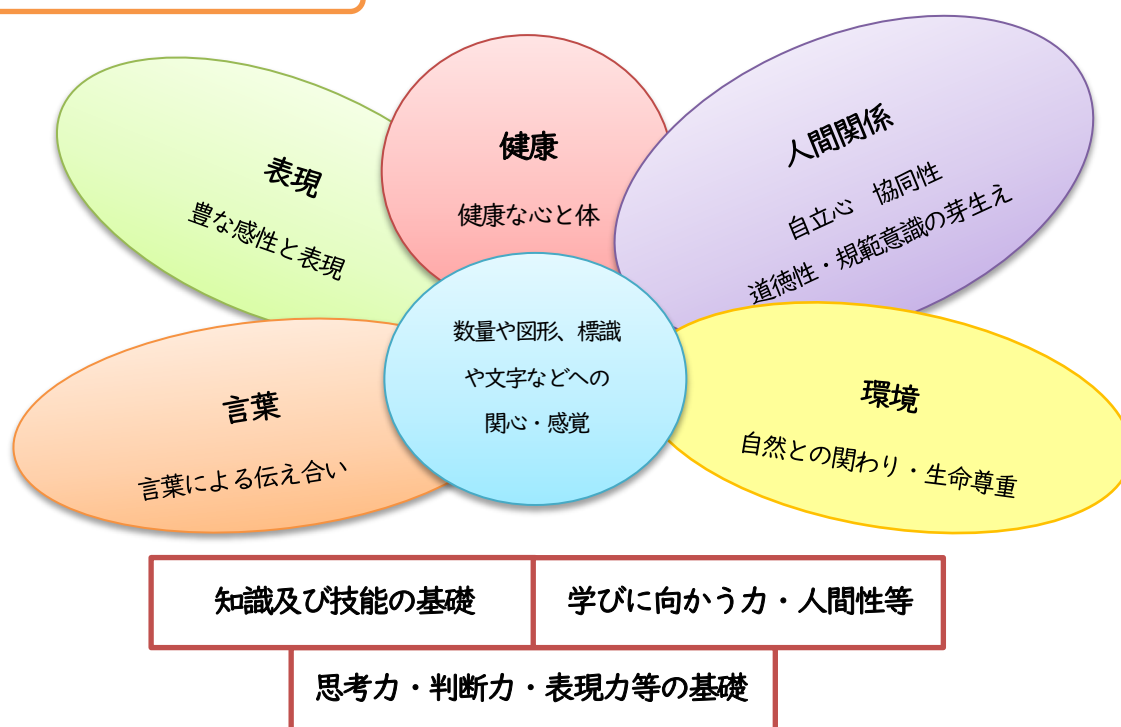 表現
豊な感性と表現
健康
健康な心と体
人間関係
自立心　協同性
道徳性・規範意識の芽生え
数量や図形、標識
や文字などへの
関心・感覚
言葉
言葉による伝え合い
環境
自然との関わり・生命尊重
知識及び技能の基礎
学びに向かう力・人間性等
思考力・判断力・表現力等の基礎